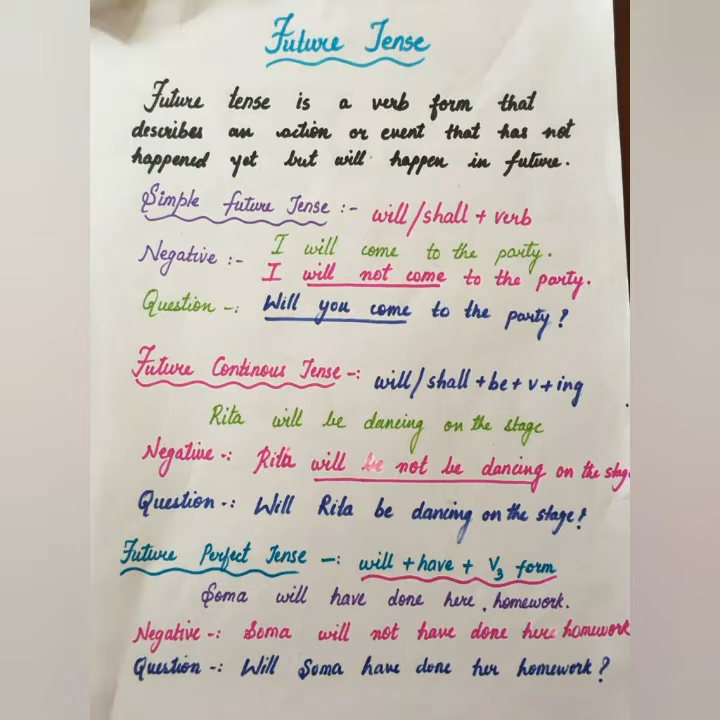 Future Tense
Future tense is a verb form that
describes an action or event that has not
happened yet but will happen in future.
Simple future Tense :- will/shall + verb
I will come to the party.
Negative :- I will not come to the party.
Question -: Will you come to the party?
Future Continous Tense -: will/shall + be + v + ing
Rita will be dancing on the stage
Negative -: Rita will be not be dancing on the stag
Question -: Will Rita be dancing on the stage?
Future Perfect Tense -: will + have + V3 form
Soma will have done here homework.
Negative -: Soma will not have done here homework
Question -: Will Soma have done her homework?